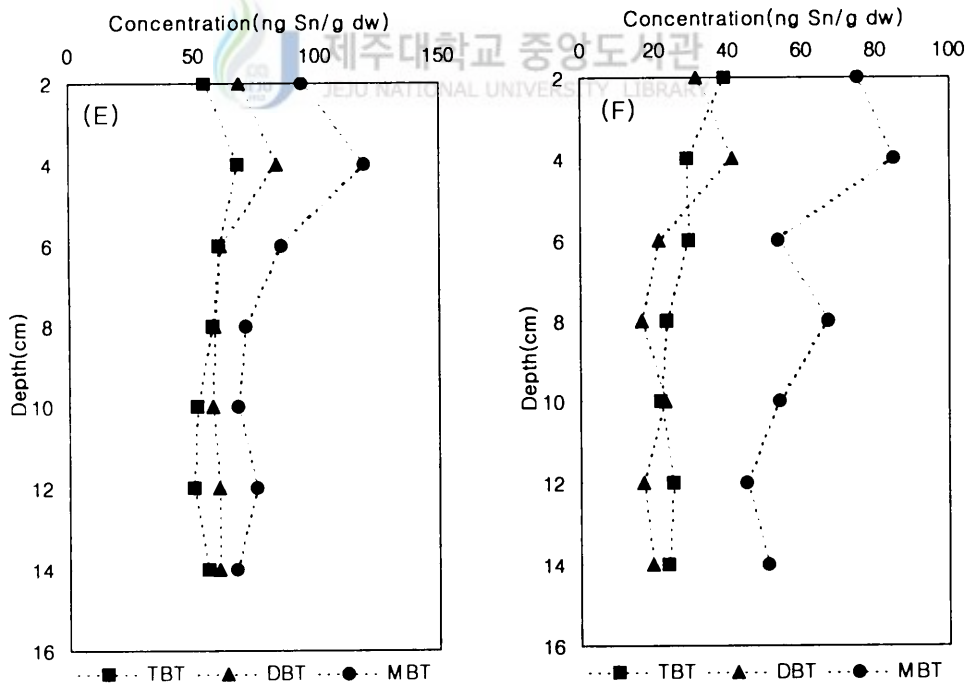 Concentration(ng Sn/g dw)
0 50 100 150
2
4
6
8
10
12
14
16
Depth(cm)
(E)
TBT DBT MBT
Concentration(ng Sn/g dw)
0 20 40 60 80 100
2
4
6
8
10
12
14
16
Depth(cm)
(F)
TBT DBT MBT
제주대학교 중앙도서관
JEJU NATIONAL UNIVERSITY LIBRARY